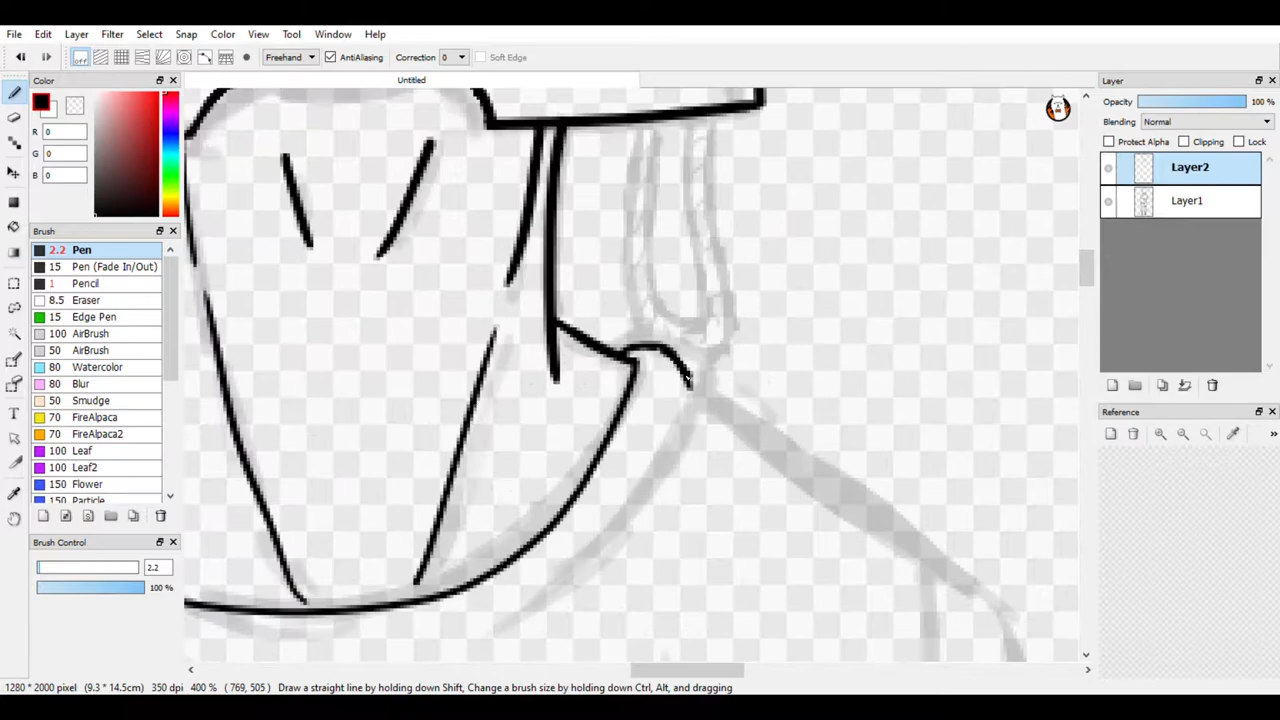 File Edit Layer Filter Select Snap Color View Tool Window Help
off Freehand AntiAliasing Correction 0 Soft Edge
Color
Untitled
Layer
R 0
G 0
B 0
Opacity 100 %
Blending Normal
Protect Alpha Clipping Lock
Layer2
Layer1
Brush
2.2 Pen
15 Pen (Fade In/Out)
1 Pencil
8.5 Eraser
15 Edge Pen
100 AirBrush
50 AirBrush
80 Watercolor
80 Blur
50 Smudge
70 FireAlpaca
70 FireAlpaca2
100 Leaf
100 Leaf2
150 Flower
150 Particle
Brush Control
2.2
100 %
Reference
1280 * 2000 pixel (9.3 * 14.5cm) 350 dpi 400 % ( 769, 505 ) Draw a straight line by holding down Shift, Change a brush size by holding down Ctrl, Alt, and dragging